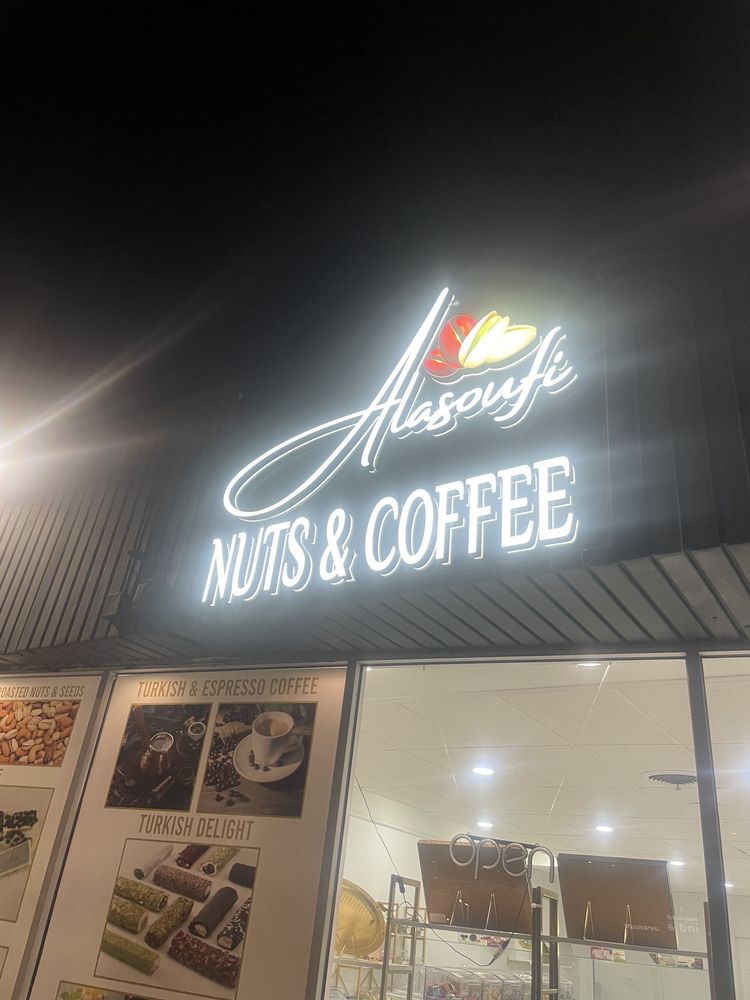 Alasoufi
NUTS & COFFEE
ROASTED NUTS & SEEDS
TURKISH & ESPRESSO COFFEE
TURKISH DELIGHT
open